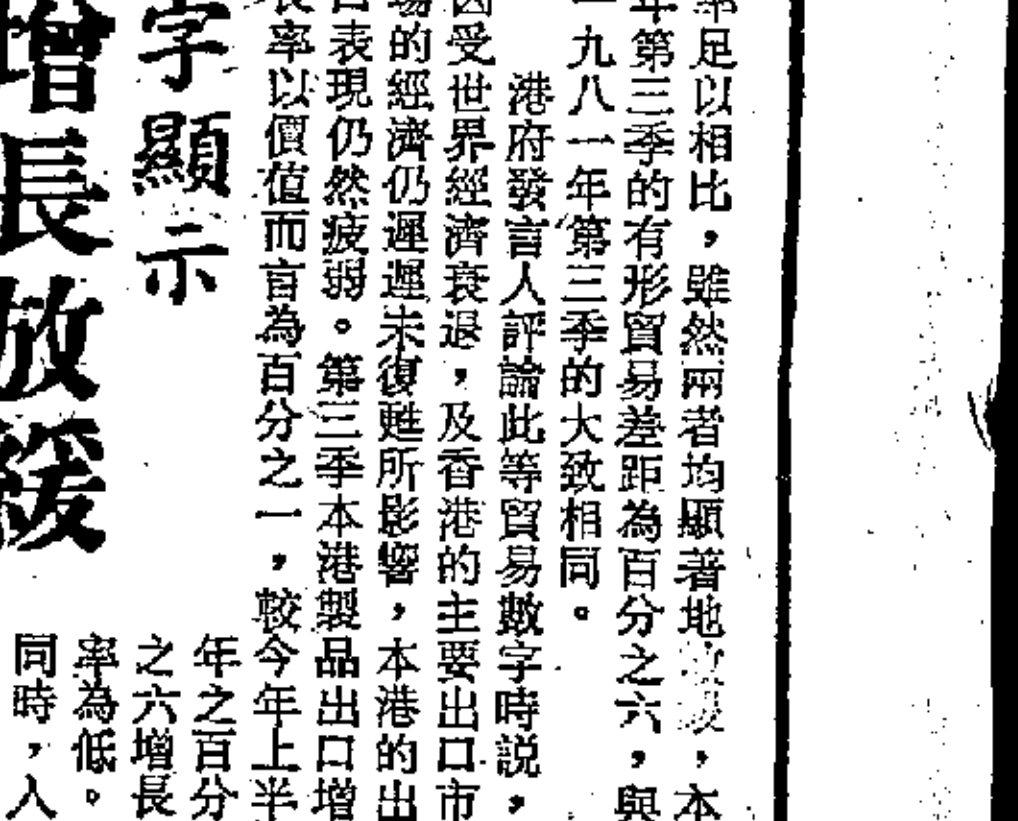 率足以相比，雖然兩者均顯著地放緩，本
年第三季的有形貿易差距為百分之六，與
一九八一年第三季的大致相同。
港府發言人評論此等貿易數字時説，
因受世界經濟衰退，及香港的主要出口市
場的經濟仍遲遲未復甦所影響，本港的出
口表現仍然疲弱。第三季本港製品出口增
長率以價值而言為百分之一，較今年上半
年之百分
之六增長
率為低。
同時，人
字顯示
增長放緩